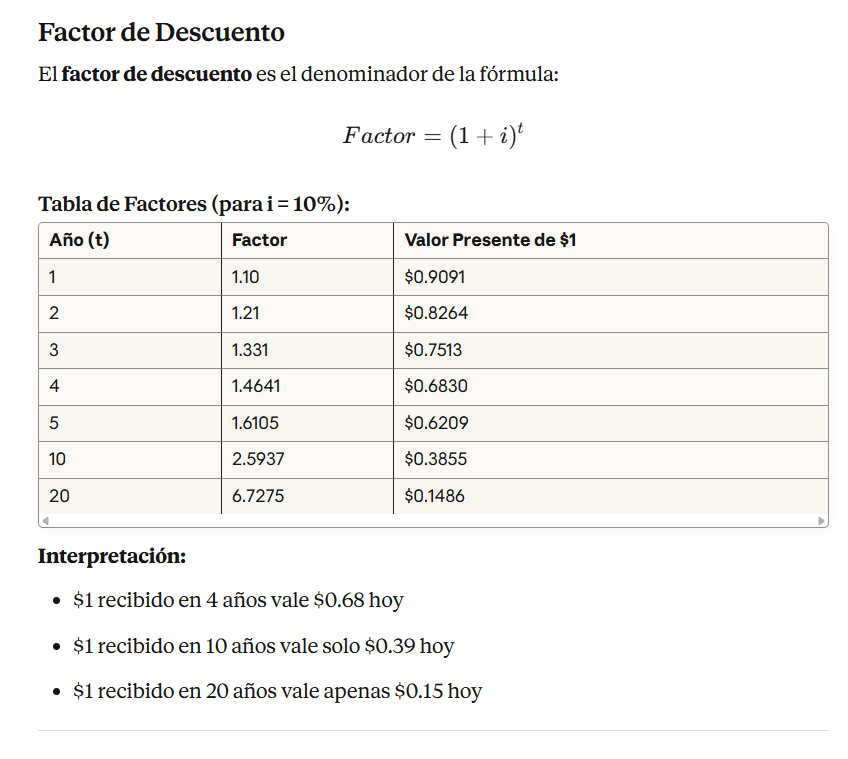 Factor de Descuento
El factor de descuento es el denominador de la fórmula:
Factor = (1 + i)^t
Tabla de Factores (para i = 10%):
Año (t) Factor Valor Presente de $1
1 1.10 $0.9091
2 1.21 $0.8264
3 1.331 $0.7513
4 1.4641 $0.6830
5 1.6105 $0.6209
10 2.5937 $0.3855
20 6.7275 $0.1486
Interpretación:
• $1 recibido en 4 años vale $0.68 hoy
• $1 recibido en 10 años vale solo $0.39 hoy
• $1 recibido en 20 años vale apenas $0.15 hoy